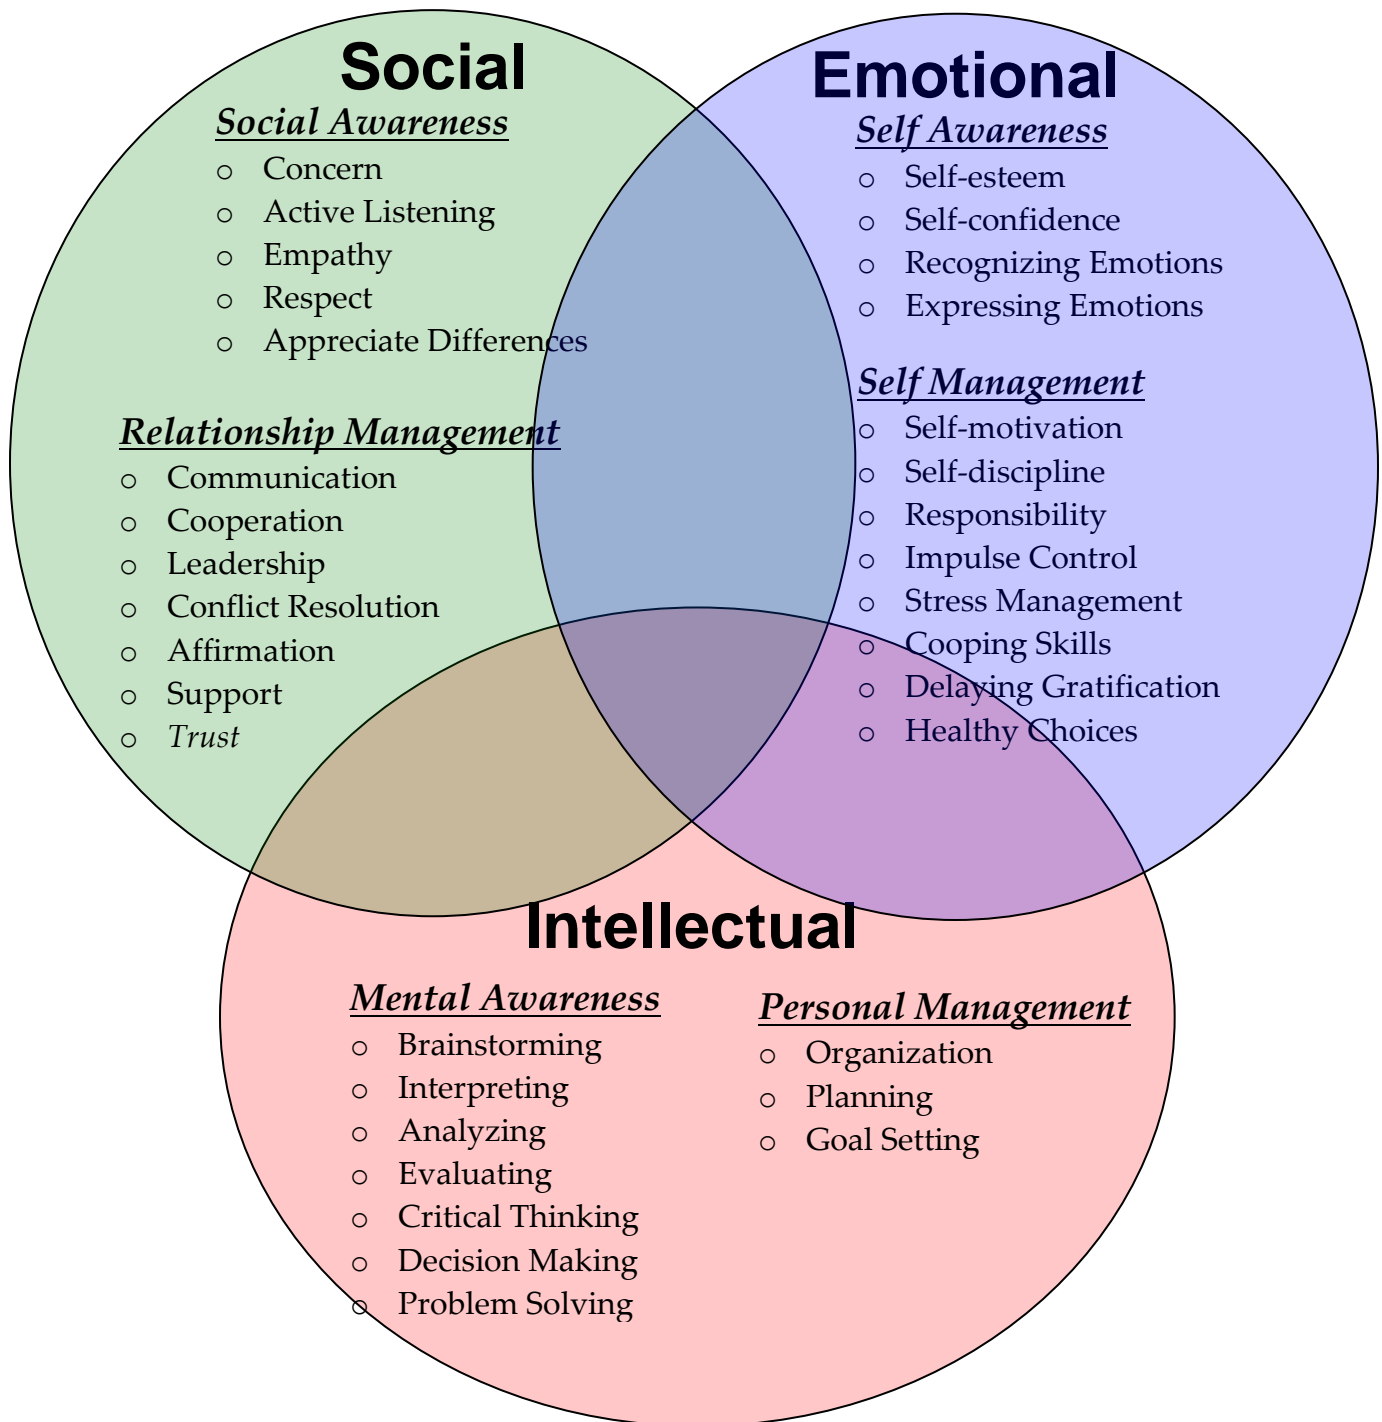 Social
Social Awareness
o Concern
o Active Listening
o Empathy
o Respect
o Appreciate Differences
Relationship Management
o Communication
o Cooperation
o Leadership
o Conflict Resolution
o Affirmation
o Support
o Trust
Emotional
Self Awareness
o Self-esteem
o Self-confidence
o Recognizing Emotions
o Expressing Emotions
Self Management
o Self-motivation
o Self-discipline
o Responsibility
o Impulse Control
o Stress Management
o Cooping Skills
o Delaying Gratification
o Healthy Choices
Intellectual
Mental Awareness
o Brainstorming
o Interpreting
o Analyzing
o Evaluating
o Critical Thinking
o Decision Making
o Problem Solving
Personal Management
o Organization
o Planning
o Goal Setting